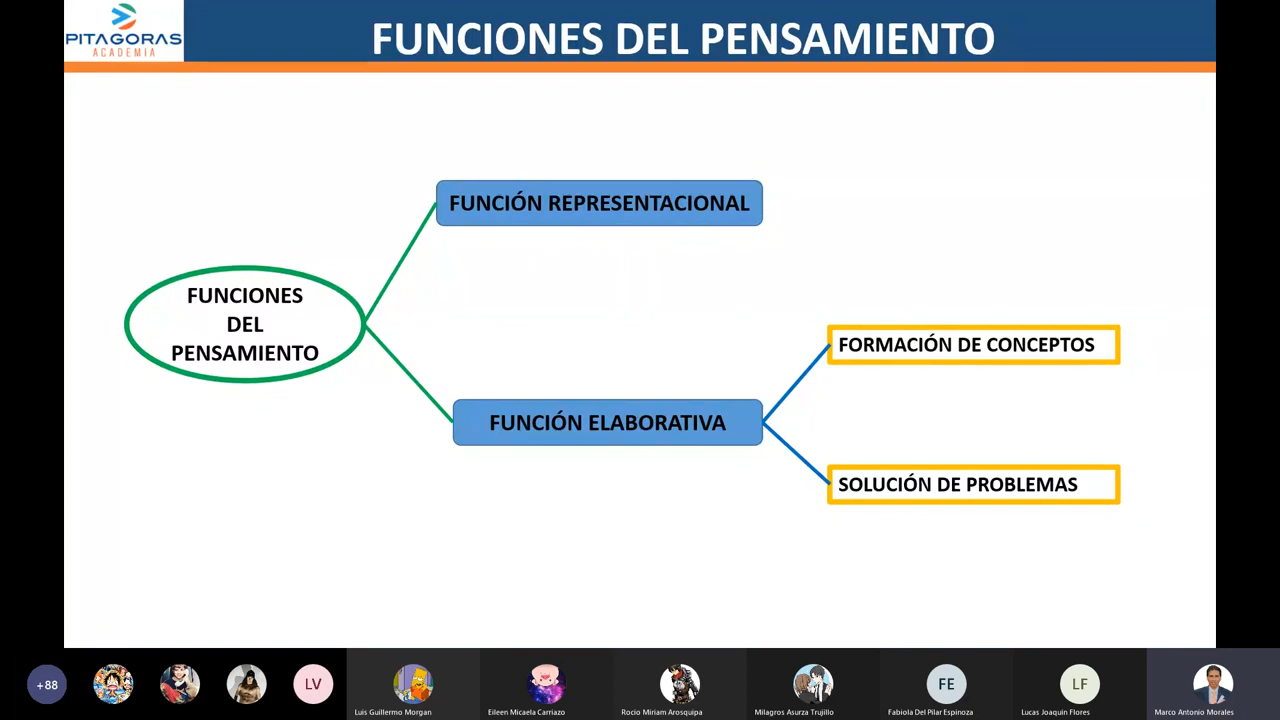 PITAGORAS
ACADEMIA
FUNCIONES DEL PENSAMIENTO
FUNCIÓN REPRESENTACIONAL
FUNCIONES
DEL
PENSAMIENTO
FORMACIÓN DE CONCEPTOS
FUNCIÓN ELABORATIVA
SOLUCIÓN DE PROBLEMAS
+88
LV
FE
LF
Luis Guillermo Morgan
Eileen Micaela Carriazo
Rocio Miriam Arosquipa
Milagros Asurza Trujillo
Fabiola Del Pilar Espinoza
Lucas Joaquin Flores
Marco Antonio Morales